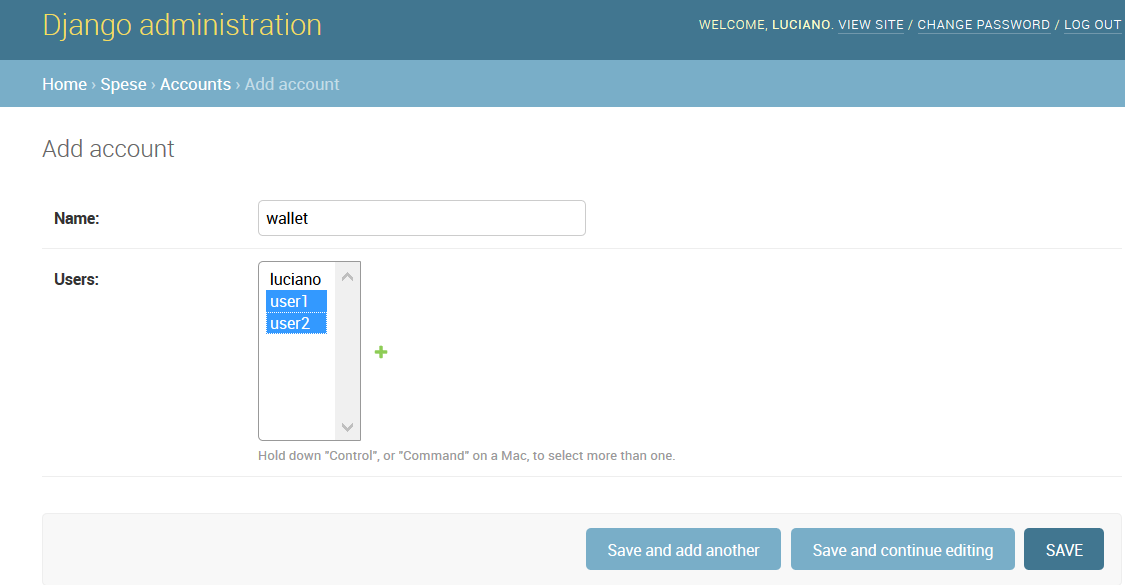 Django administration
WELCOME, LUCIANO. VIEW SITE / CHANGE PASSWORD / LOG OUT
Home › Spese › Accounts › Add account
Add account
Name:
wallet
Users:
luciano
user1
user2
Hold down "Control", or "Command" on a Mac, to select more than one.
Save and add another
Save and continue editing
SAVE